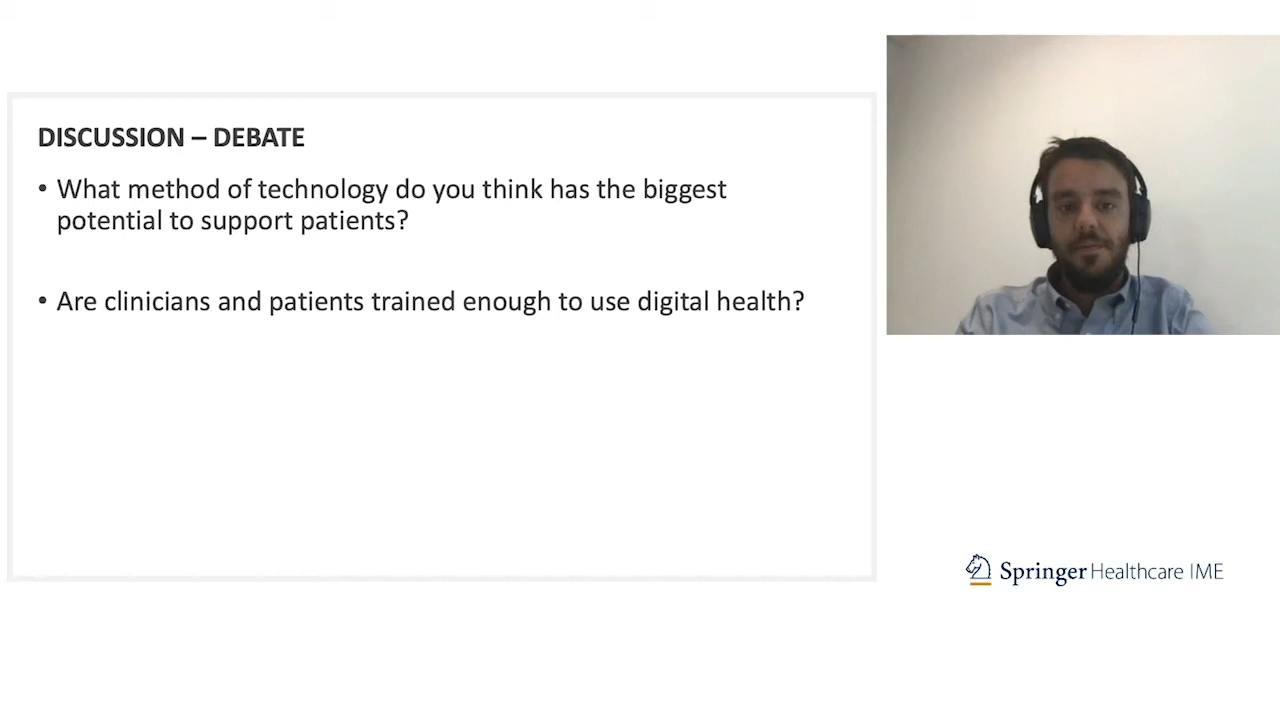 DISCUSSION – DEBATE
• What method of technology do you think has the biggest
potential to support patients?
• Are clinicians and patients trained enough to use digital health?
Springer Healthcare IME